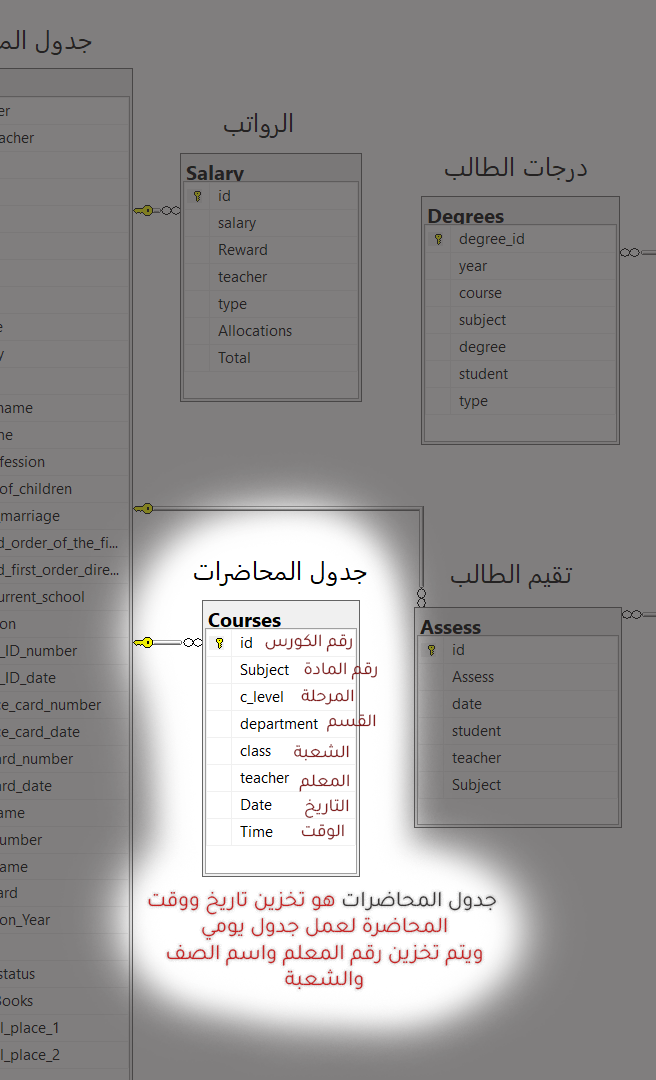 جدول
er
acher
e
y
name
me
fession
of_children
marriage
d_order_of_the_fi...
d_first_order_dire...
urrent_school
on
_ID_number
_ID_date
ce_card_number
ce_card_date
ard_number
ard_date
ame
umber
ame
ard
on_Year
status
Books
l_place_1
l_place_2
الرواتب
Salary
id
salary
Reward
teacher
type
Allocations
Total
درجات الطالب
Degrees
degree_id
year
course
subject
degree
student
type
جدول المحاضرات
Courses
id رقم الكورس
Subject رقم المادة
c_level المرحلة
department القسم
class الشعبة
teacher المعلم
Date التاريخ
Time الوقت
تقيم الطالب
Assess
id
Assess
date
student
teacher
Subject
جدول المحاضرات هو تخزين تاريخ ووقت
المحاضرة لعمل جدول يومي
ويتم تخزين رقم المعلم واسم الصف
والشعبة